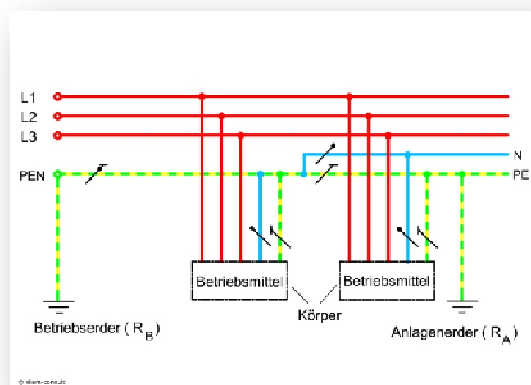 L1
L2
L3
N
PEN
PE
Betriebsmittel
Betriebsmittel
Körper
Betriebserder ( R B )
Anlagenerder ( R A )